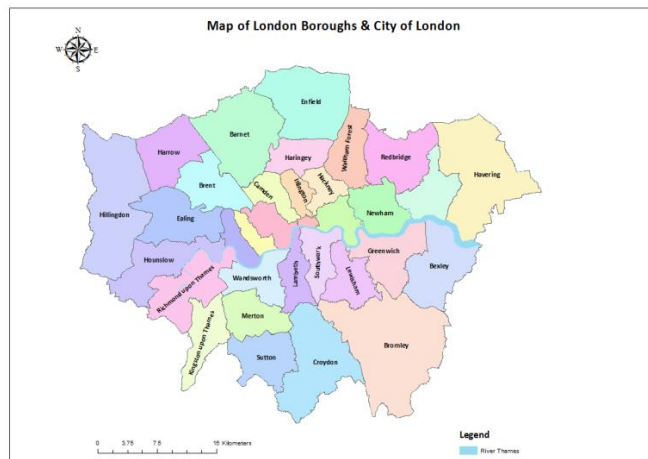 Map of London Boroughs & City of London
N
W
E
S
Enfield
Barnet
Harrow
Haringey
Waltham Forest
Redbridge
Havering
Brent
Camden
Islington
Hackney
Hillingdon
Ealing
Newham
Hounslow
Greenwich
Bexley
Richmond upon Thames
Wandsworth
Lambeth
Southwark
Lewisham
Merton
Kingston upon Thames
Sutton
Croydon
Bromley
Legend
River Thames
0 3.75 7.5 15 Kilometers